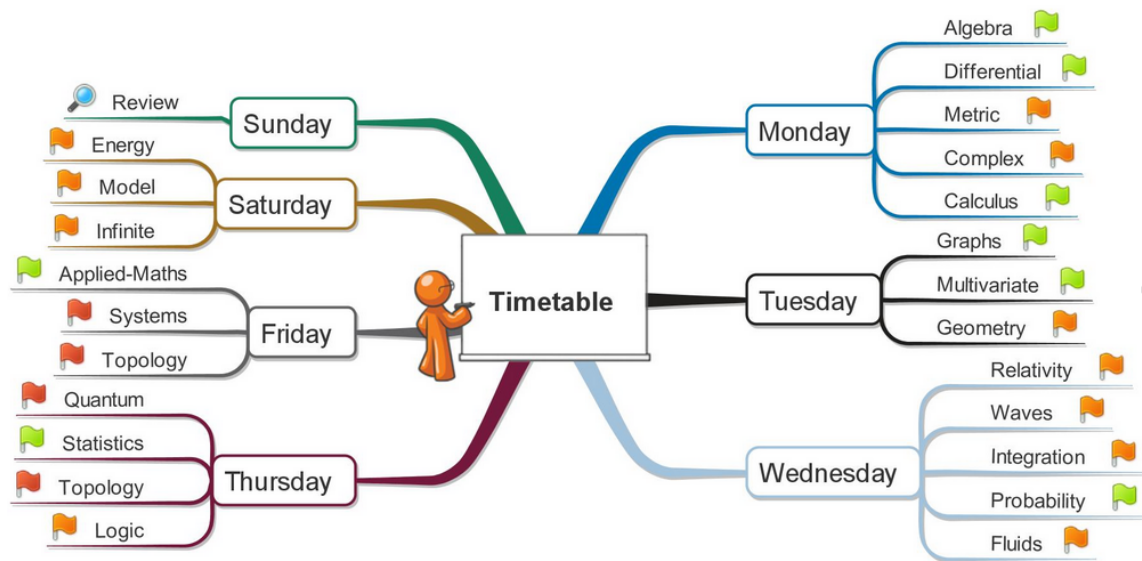 Timetable
Monday
Algebra
Differential
Metric
Complex
Calculus
Tuesday
Graphs
Multivariate
Geometry
Wednesday
Relativity
Waves
Integration
Probability
Fluids
Thursday
Quantum
Statistics
Topology
Logic
Friday
Applied-Maths
Systems
Topology
Saturday
Energy
Model
Infinite
Sunday
Review